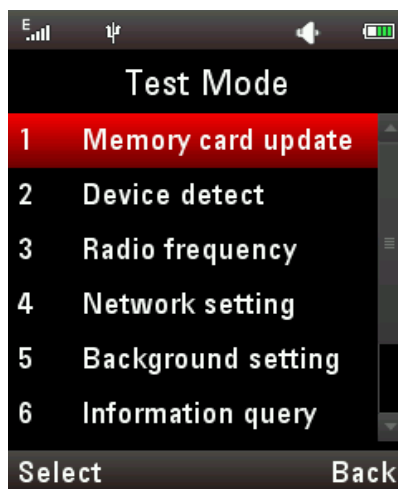 E
Test Mode
1 Memory card update
2 Device detect
3 Radio frequency
4 Network setting
5 Background setting
6 Information query
Select Back